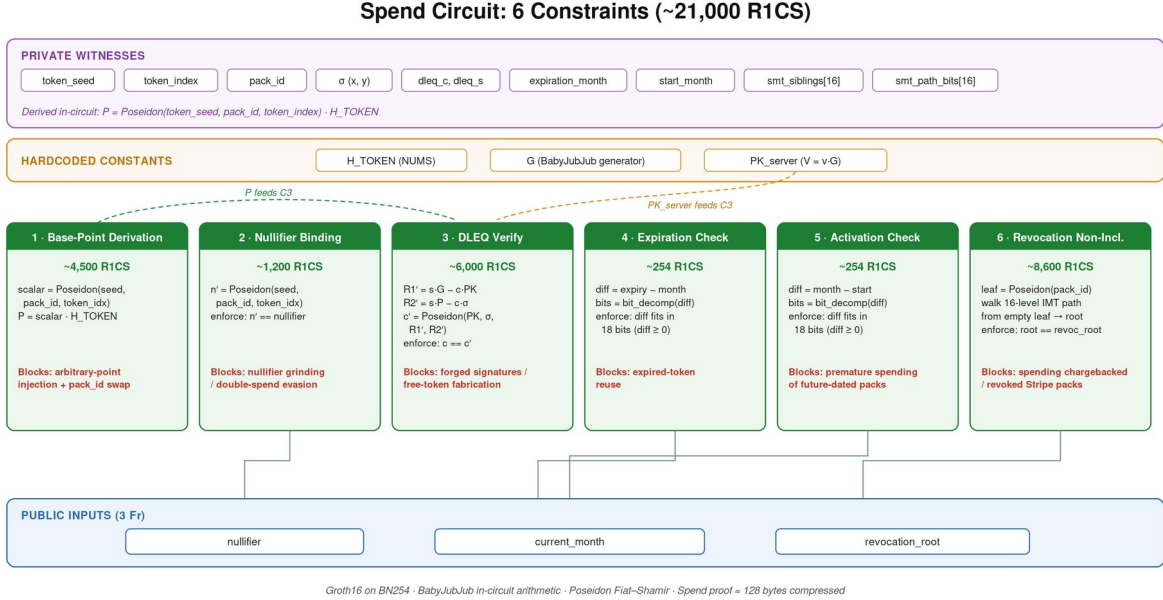 Spend Circuit: 6 Constraints (~21,000 R1CS)
PRIVATE WITNESSES
token_seed
token_index
pack_id
σ (x, y)
dleq_c, dleq_s
expiration_month
start_month
smt_siblings[16]
smt_path_bits[16]
Derived in-circuit: P = Poseidon(token_seed, pack_id, token_index) · H_TOKEN
HARDCODED CONSTANTS
H_TOKEN (NUMS)
G (BabyJubJub generator)
PK_server (V = v·G)
P feeds C3
PK_server feeds C3
1 · Base-Point Derivation
~4,500 R1CS
scalar = Poseidon(seed,
pack_id, token_idx)
P = scalar · H_TOKEN
Blocks: arbitrary-point
injection + pack_id swap
2 · Nullifier Binding
~1,200 R1CS
n′ = Poseidon(seed,
pack_id, token_idx)
enforce: n′ == nullifier
Blocks: nullifier grinding
/ double-spend evasion
3 · DLEQ Verify
~6,000 R1CS
R1′ = s·G − c·PK
R2′ = s·P − c·σ
c′ = Poseidon(PK, σ,
R1′, R2′)
enforce: c == c′
Blocks: forged signatures /
free-token fabrication
4 · Expiration Check
~254 R1CS
diff = expiry − month
bits = bit_decomp(diff)
enforce: diff fits in
18 bits (diff ≥ 0)
Blocks: expired-token
reuse
5 · Activation Check
~254 R1CS
diff = month − start
bits = bit_decomp(diff)
enforce: diff fits in
18 bits (diff ≥ 0)
Blocks: premature spending
of future-dated packs
6 · Revocation Non-Incl.
~8,600 R1CS
leaf = Poseidon(pack_id)
walk 16-level IMT path
from empty leaf → root
enforce: root == revoc_root
Blocks: spending chargebacked
/ revoked Stripe packs
PUBLIC INPUTS (3 Fr)
nullifier
current_month
revocation_root
Groth16 on BN254 · BabyJubJub in-circuit arithmetic · Poseidon Fiat–Shamir · Spend proof ≈ 128 bytes compressed